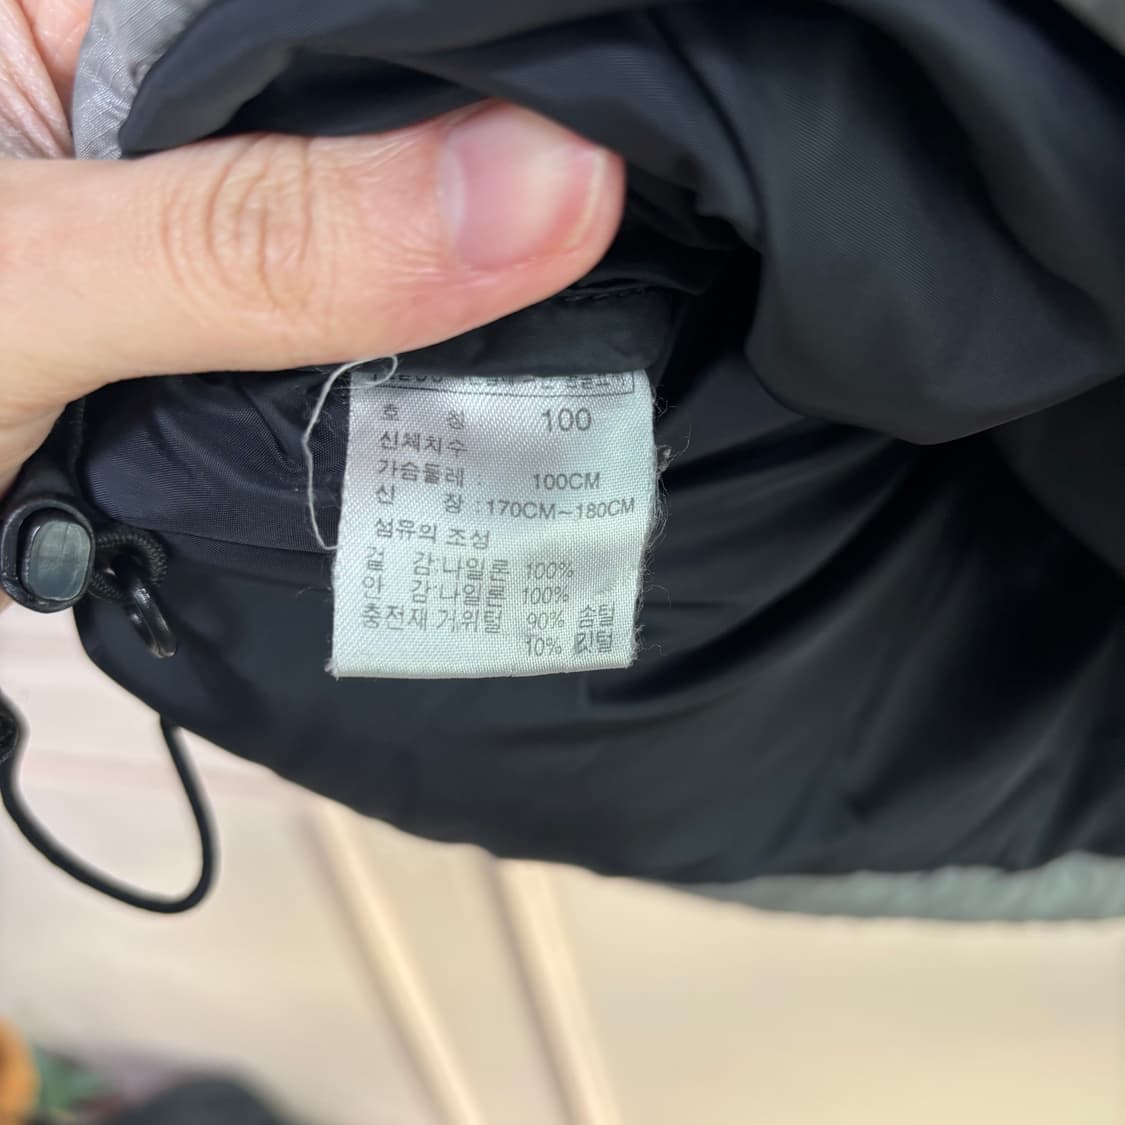 호 칭 100
신체치수
가슴둘레 : 100CM
신 장 : 170CM~180CM
섬유의 조성
겉 감:나일론 100%
안 감:나일론 100%
충전재 거위털 90% 솜털
10% 깃털